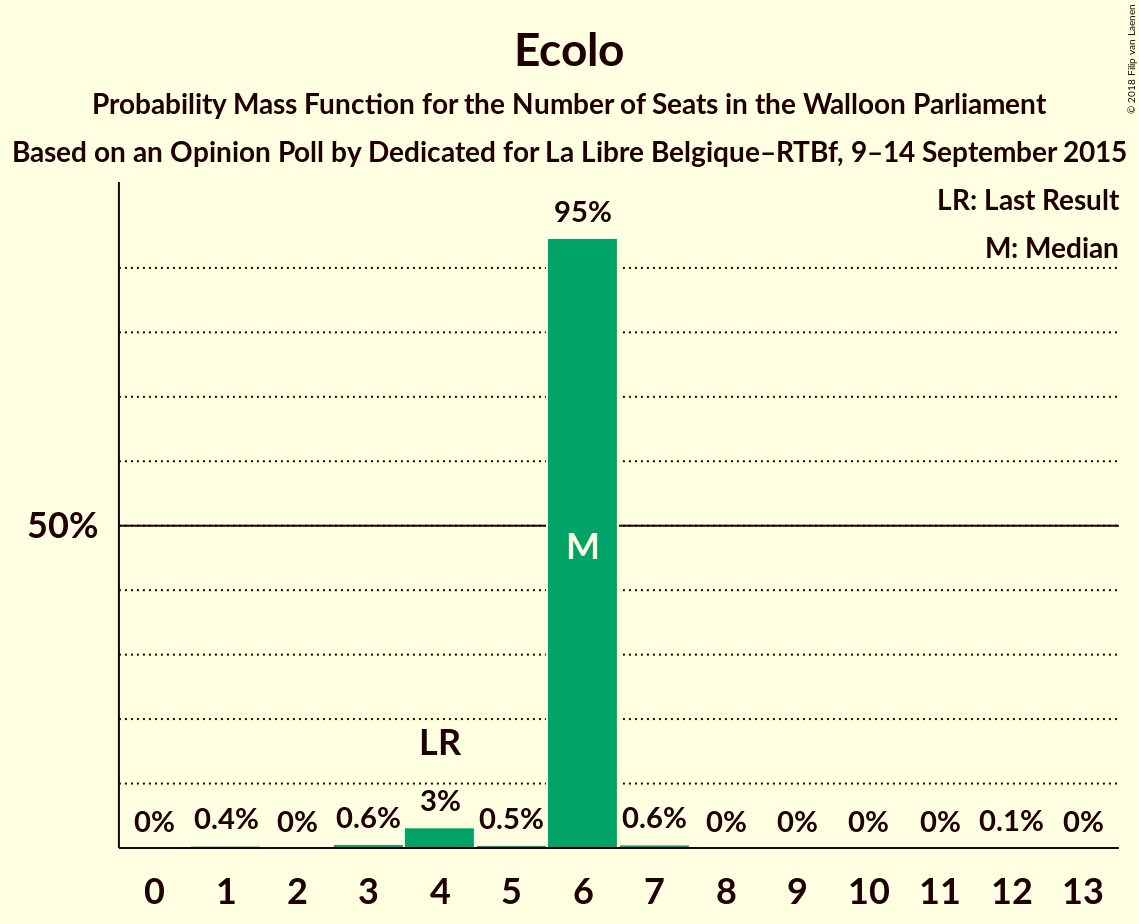 Ecolo
Probability Mass Function for the Number of Seats in the Walloon Parliament
Based on an Opinion Poll by Dedicated for La Libre Belgique–RTBf, 9–14 September 2015
© 2018 Filip van Laenen
LR: Last Result
M: Median
95%
50%
M
LR
0% 0.4% 0% 0.6% 3% 0.5% 0.6% 0% 0% 0% 0% 0.1% 0%
0 1 2 3 4 5 6 7 8 9 10 11 12 13